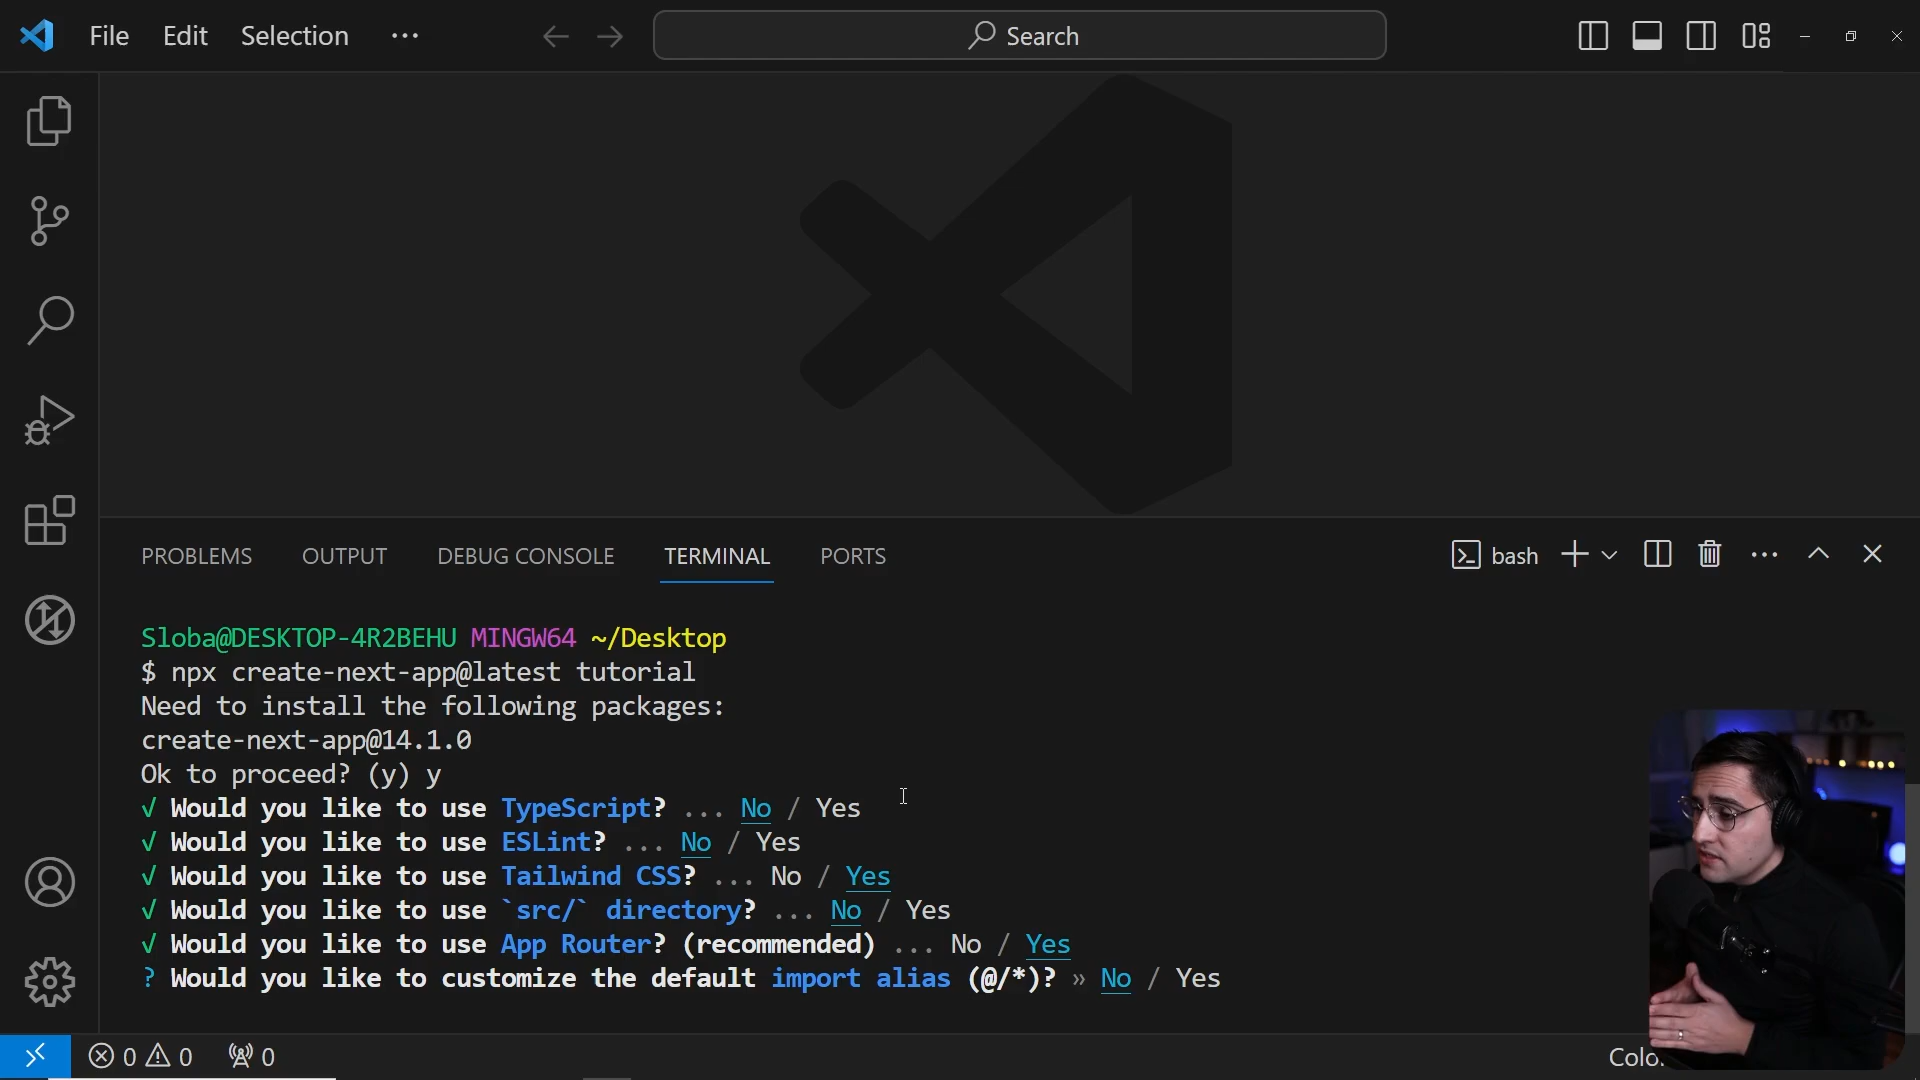 File Edit Selection ...
Search
PROBLEMS OUTPUT DEBUG CONSOLE TERMINAL PORTS
bash
Sloba@DESKTOP-4R2BEHU MINGW64 ~/Desktop
$ npx create-next-app@latest tutorial
Need to install the following packages:
create-next-app@14.1.0
Ok to proceed? (y) y
√ Would you like to use TypeScript? ... No / Yes
√ Would you like to use ESLint? ... No / Yes
√ Would you like to use Tailwind CSS? ... No / Yes
√ Would you like to use `src/` directory? ... No / Yes
√ Would you like to use App Router? (recommended) ... No / Yes
? Would you like to customize the default import alias (@/*)? » No / Yes
0 0 0